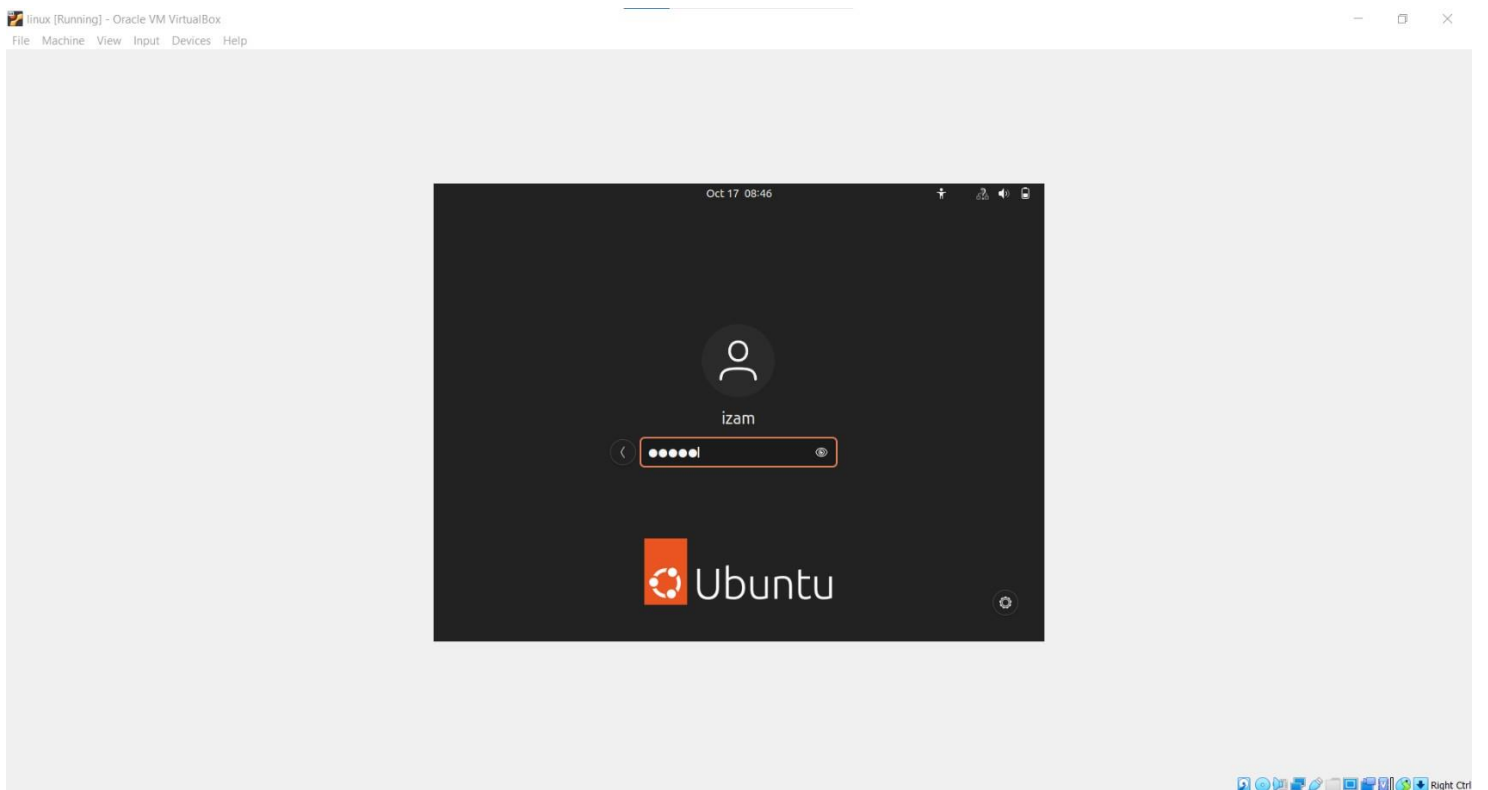 linux [Running] - Oracle VM VirtualBox
File Machine View Input Devices Help
Oct 17 08:46
izam
Ubuntu
Right Ctrl